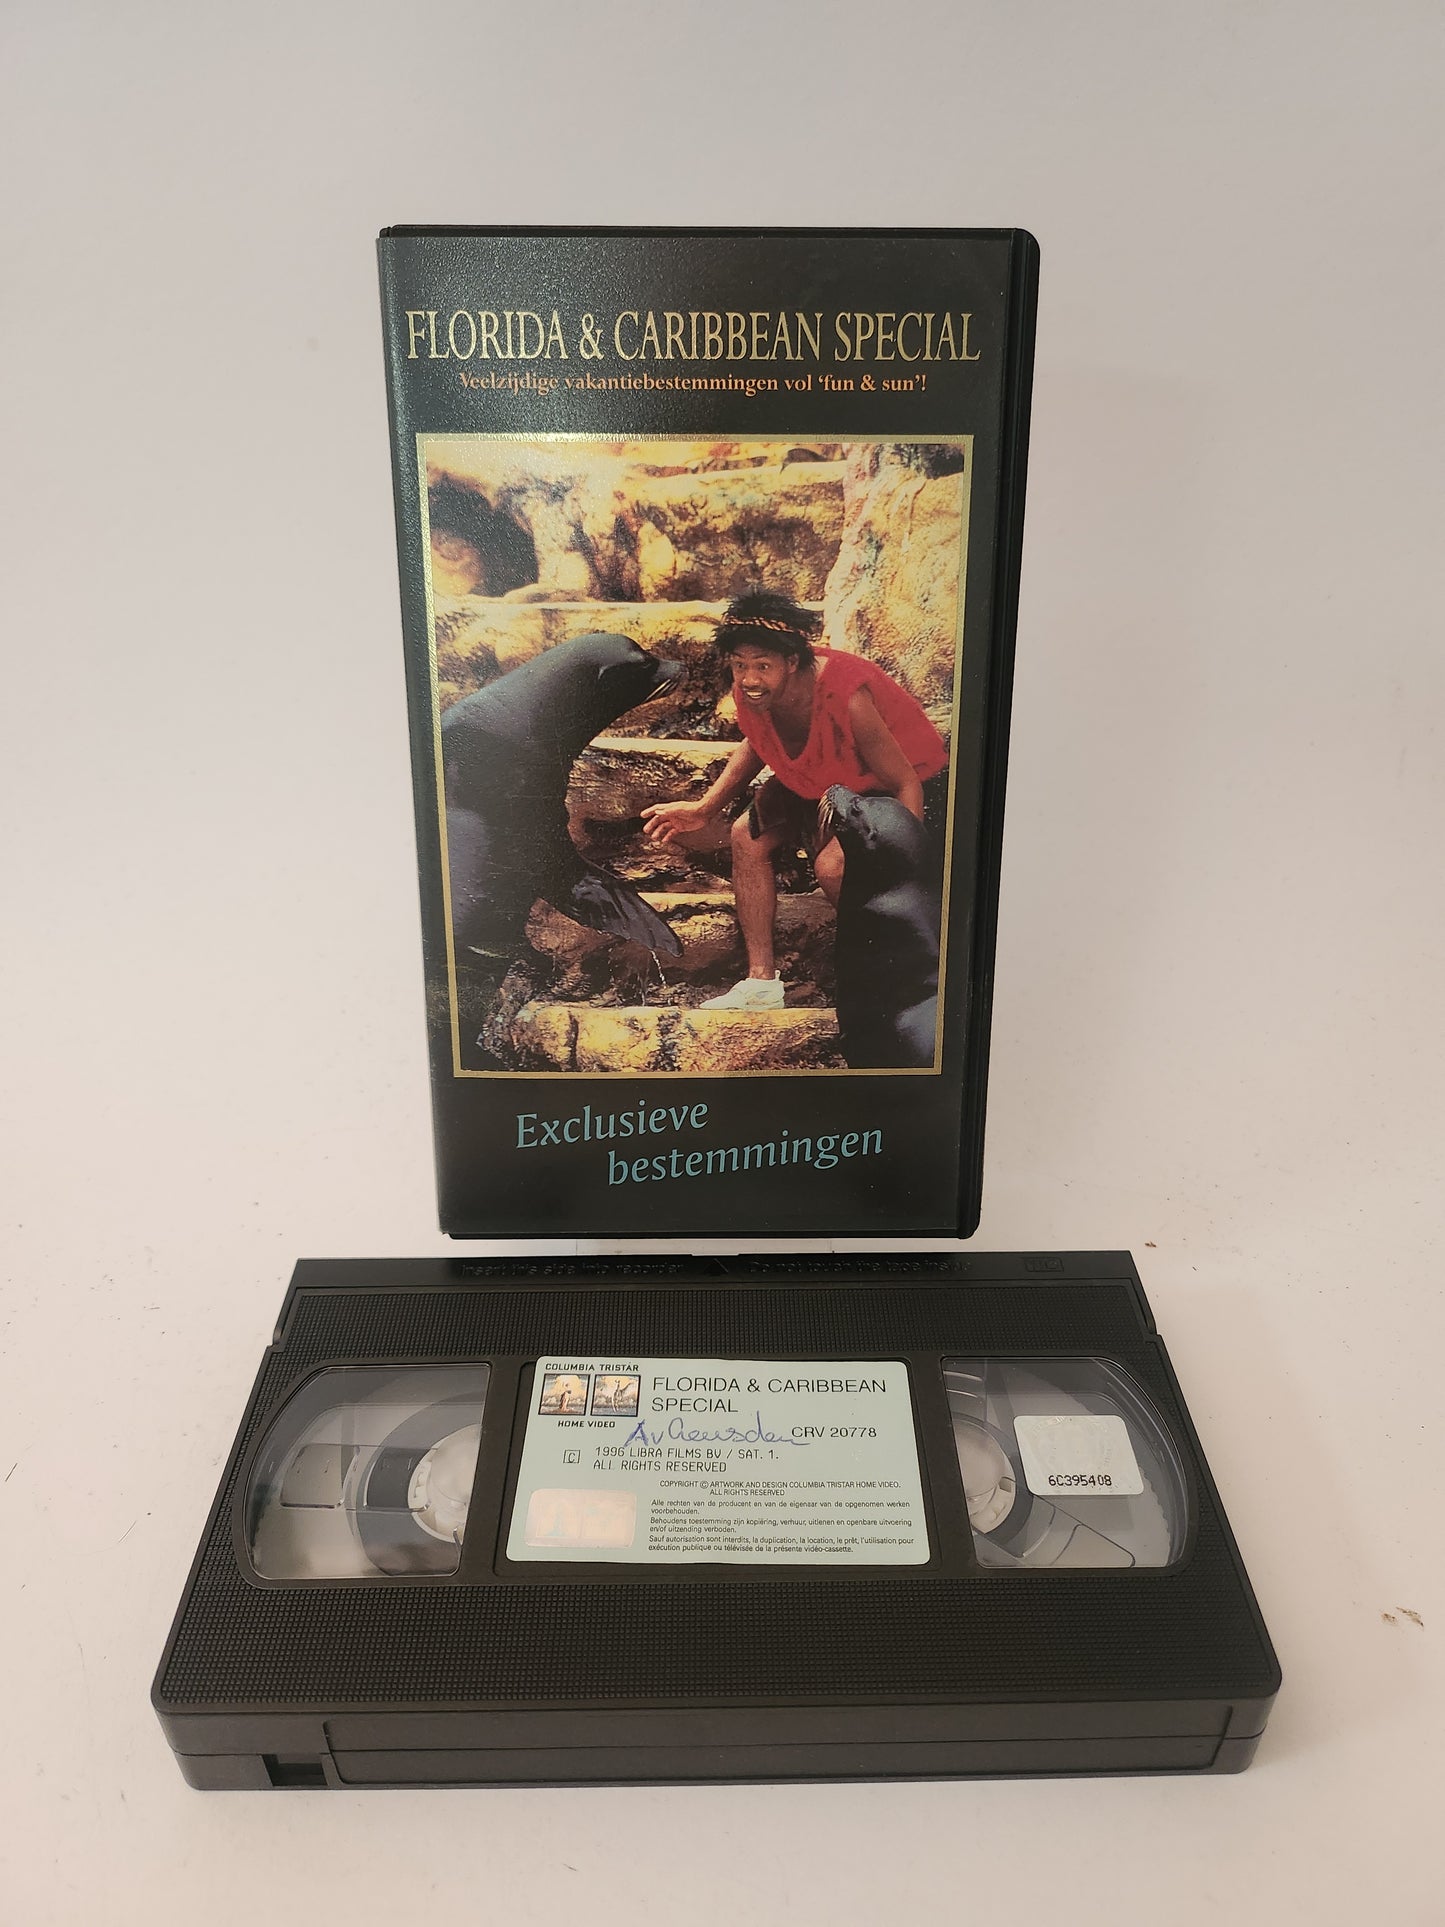 FLORIDA & CARIBBEAN SPECIAL
Veelzijdige vakantiebestemmingen vol ‘fun & sun’!
Exclusieve
bestemmingen
Insert this side into recorder
Do not touch the tape inside
COLUMBIA TRISTAR
HOME VIDEO
FLORIDA & CARIBBEAN
SPECIAL
CRV 20778
C 1996 LIBRA FILMS BV / SAT. 1.
ALL RIGHTS RESERVED
COPYRIGHT © ARTWORK AND DESIGN COLUMBIA TRISTAR HOME VIDEO.
ALL RIGHTS RESERVED
Alle rechten van de producent en van de eigenaar van de opgenomen werken
voorbehouden.
Behoudens toestemming zijn kopiëring, verhuur, uitlenen en openbare uitvoering
en/of uitzending verboden.
Sauf autorisation sont interdits, la duplication, la location, le prêt, l'utilisation pour
exécution publique ou télévisée de la présente vidéo-cassette.
60395408